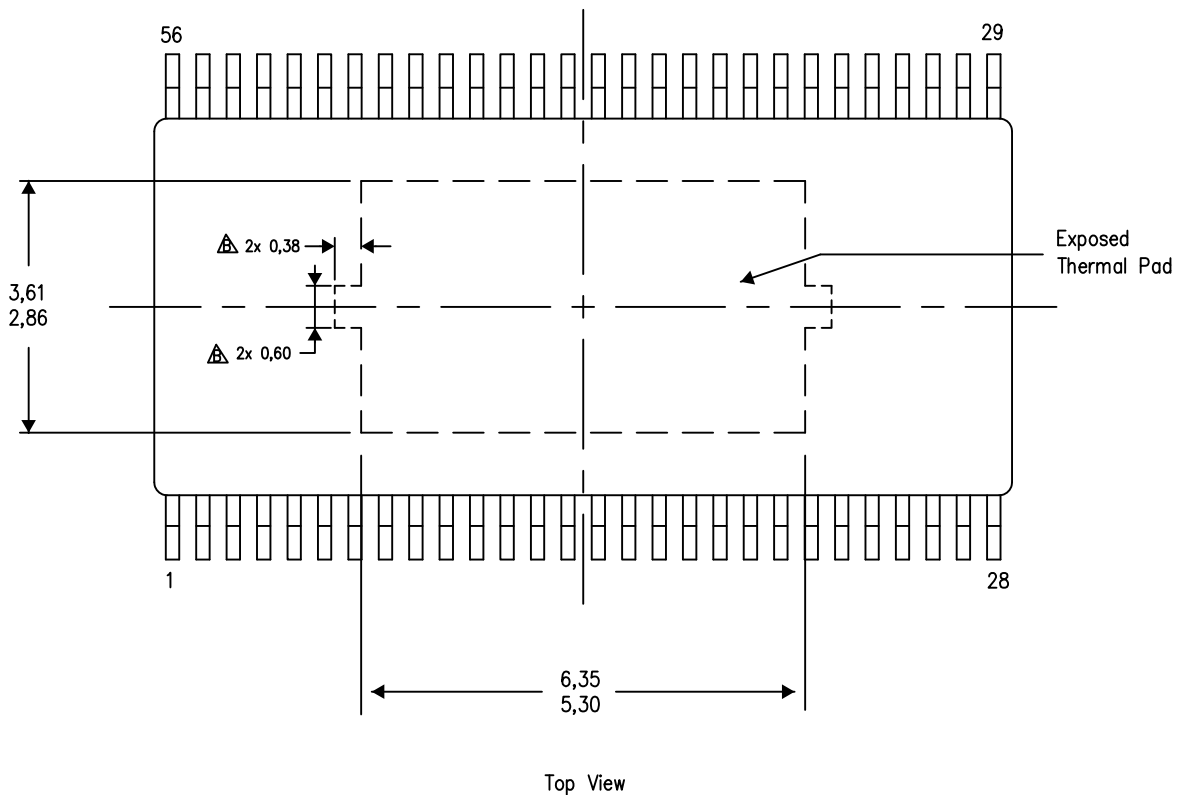 56
29
B 2x 0,38
Exposed
Thermal Pad
3,61
2,86
B 2x 0,60
1
28
6,35
5,30
Top View